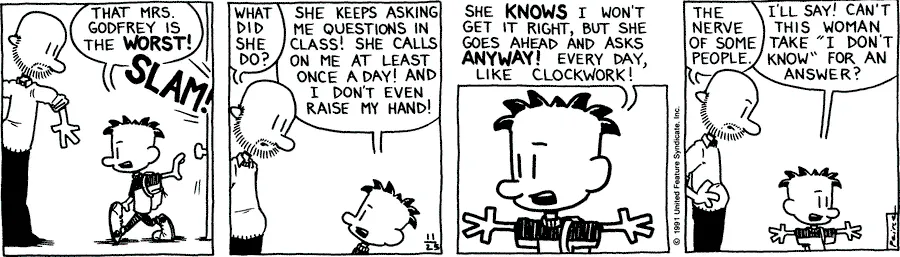 THAT MRS.
GODFREY IS
THE WORST!
SLAM!
WHAT
DID
SHE
DO?
SHE KEEPS ASKING
ME QUESTIONS IN
CLASS! SHE CALLS
ON ME AT LEAST
ONCE A DAY! AND
I DON'T EVEN
RAISE MY HAND!
11
25
SHE KNOWS I WON'T
GET IT RIGHT, BUT SHE
GOES AHEAD AND ASKS
ANYWAY! EVERY DAY,
LIKE CLOCKWORK!
© 1991 United Feature Syndicate, Inc.
THE
NERVE
OF SOME
PEOPLE.
I'LL SAY! CAN'T
THIS WOMAN
TAKE "I DON'T
KNOW" FOR AN
ANSWER?
Peirce